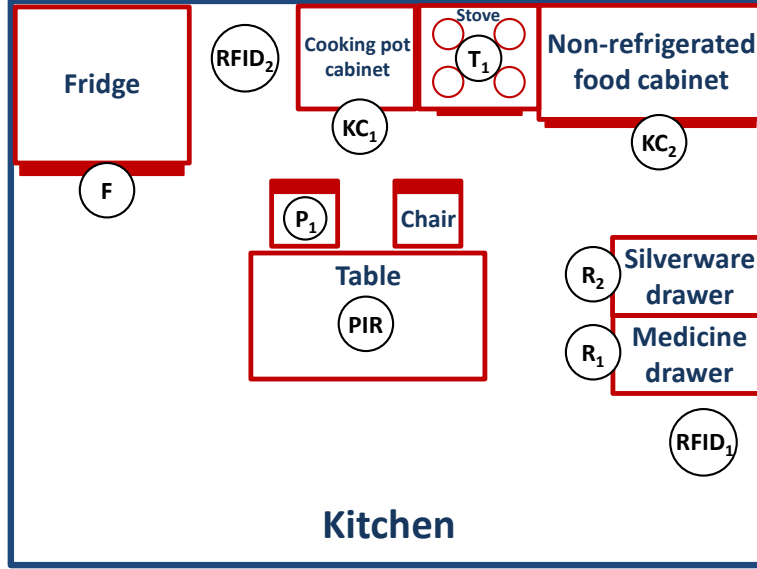 Stove
RFID₂
Cooking pot
cabinet
T₁
Non-refrigerated
food cabinet
Fridge
KC₁
KC₂
F
P₁
Chair
Table
PIR
R₂
Silverware
drawer
R₁
Medicine
drawer
RFID₁
Kitchen